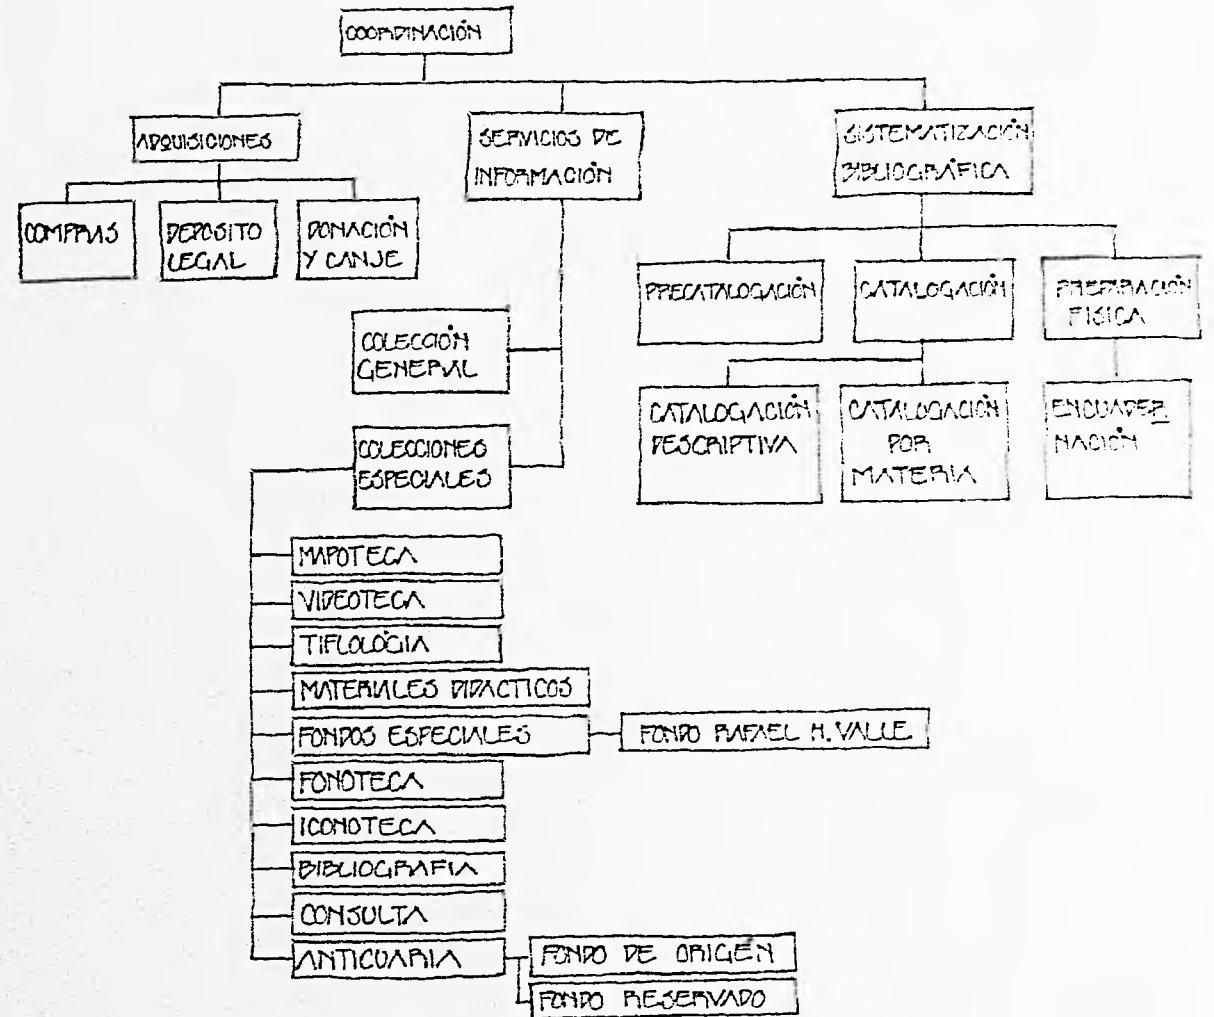 COORDINACIÓN
ADQUISICIONES
SERVICIOS DE
INFORMACIÓN
SISTEMATIZACIÓN
BIBLIOGRÁFICA
COMPRAS
DEPOSITO
LEGAL
DONACIÓN
Y CANJE
PRECATALOGACIÓN
CATALOGACIÓN
PREPARACIÓN
FISICA
COLECCIÓN
GENERAL
CATALOGACIÓN
DESCRIPTIVA
CATALOGACIÓN
POR
MATERIA
ENCUADER
NACIÓN
COLECCIONES
ESPECIALES
MAPOTECA
VIDEOTECA
TIFLOLOGIA
MATERIALES DIDACTICOS
FONDOS ESPECIALES
FONDO RAFAEL H. VALLE
FONOTECA
ICONOTECA
BIBLIOGRAFIA
CONSULTA
ANTICUARIA
FONDO DE ORIGÉN
FONDO RESERVADO